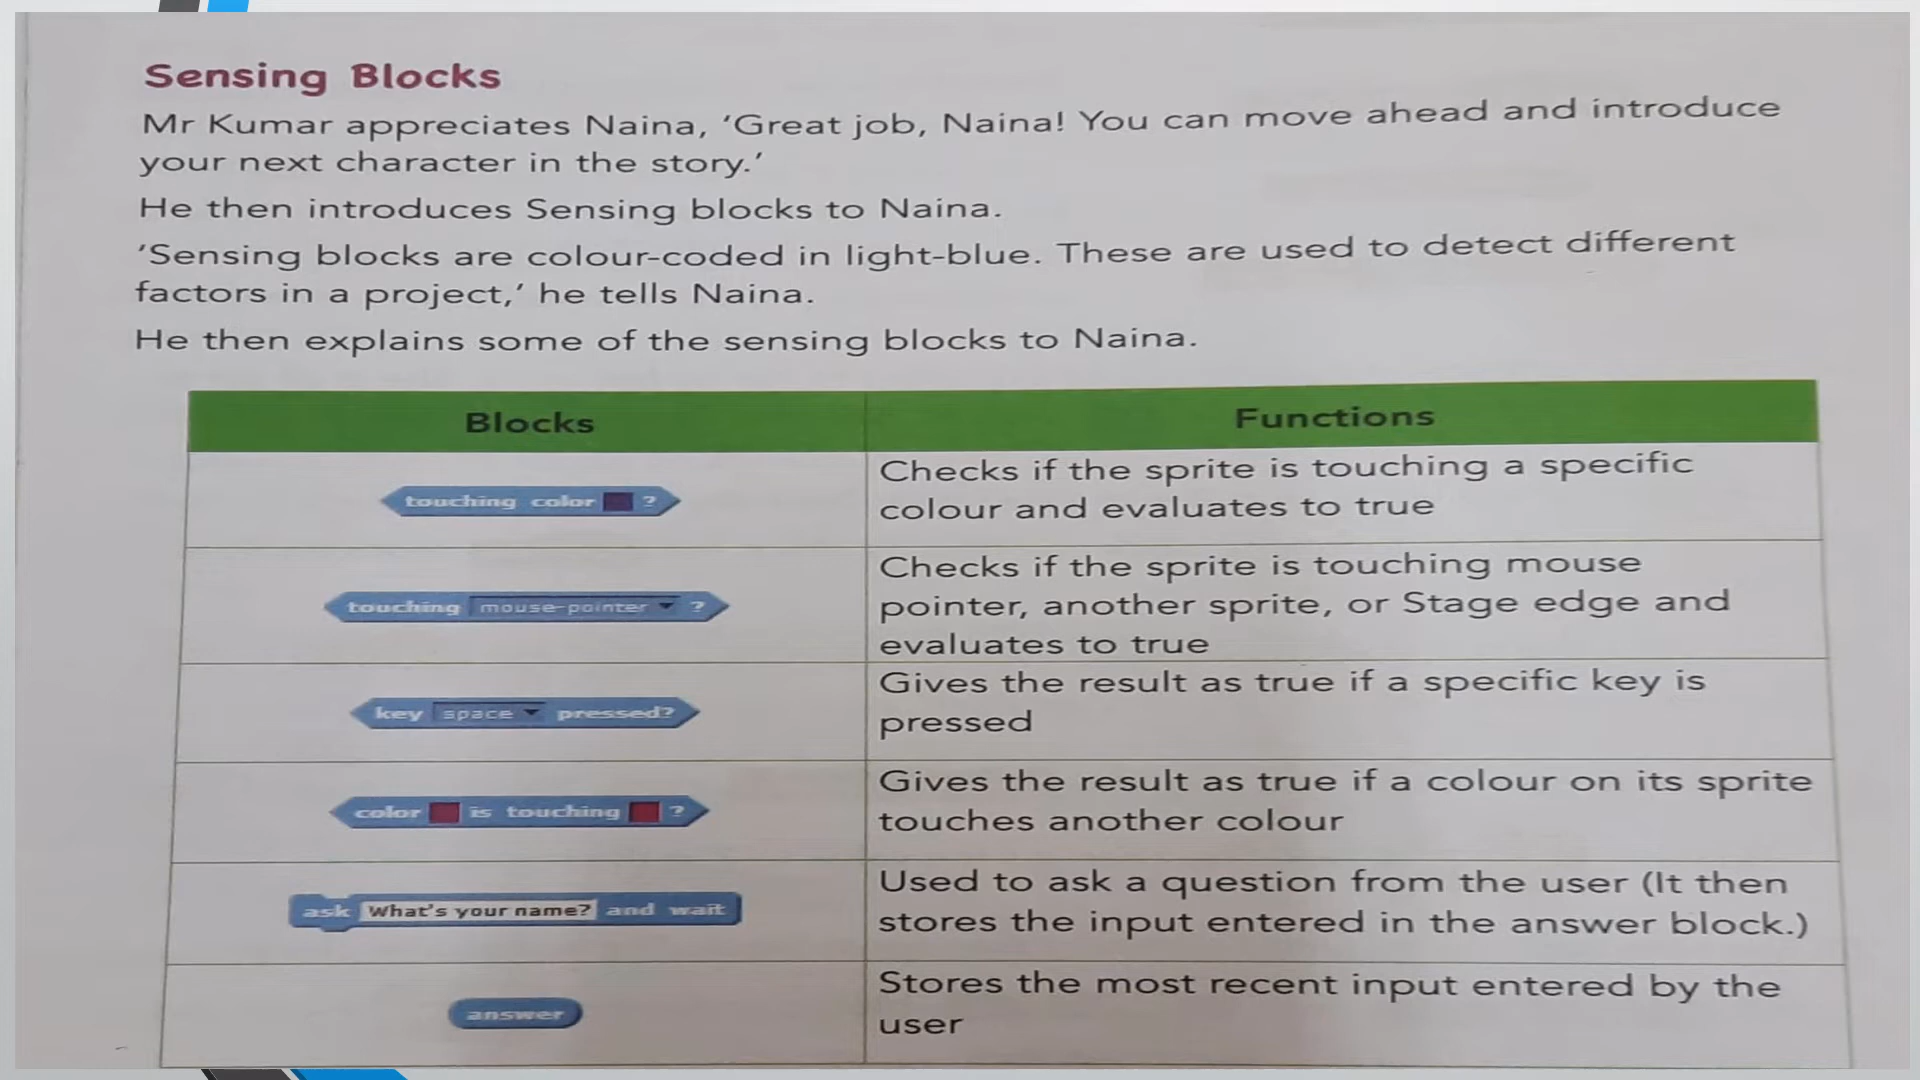 Sensing Blocks
Mr Kumar appreciates Naina, ‘Great job, Naina! You can move ahead and introduce
your next character in the story.’
He then introduces Sensing blocks to Naina.
‘Sensing blocks are colour-coded in light-blue. These are used to detect different
factors in a project,’ he tells Naina.
He then explains some of the sensing blocks to Naina.
Blocks Functions
touching color ?
Checks if the sprite is touching a specific
colour and evaluates to true
touching mouse-pointer ?
Checks if the sprite is touching mouse
pointer, another sprite, or Stage edge and
evaluates to true
key space pressed?
Gives the result as true if a specific key is
pressed
color is touching ?
Gives the result as true if a colour on its sprite
touches another colour
ask What's your name? and wait
Used to ask a question from the user (It then
stores the input entered in the answer block.)
answer
Stores the most recent input entered by the
user